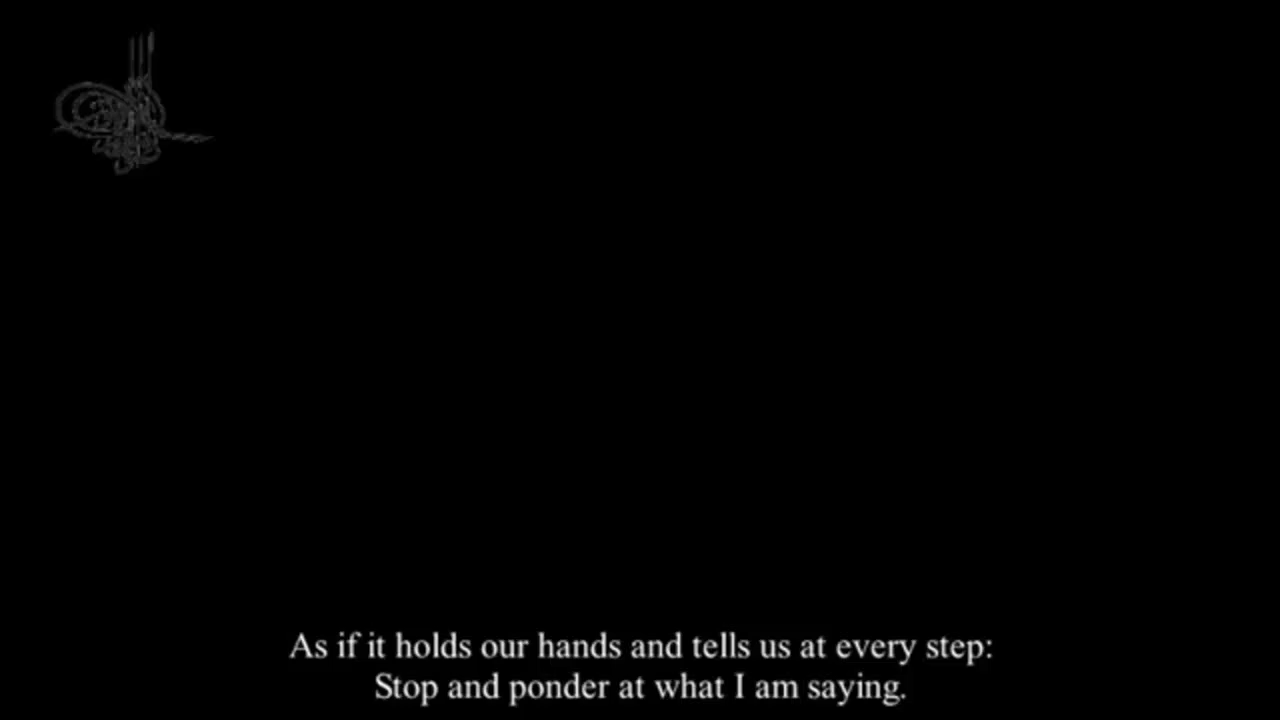 As if it holds our hands and tells us at every step:
Stop and ponder at what I am saying.